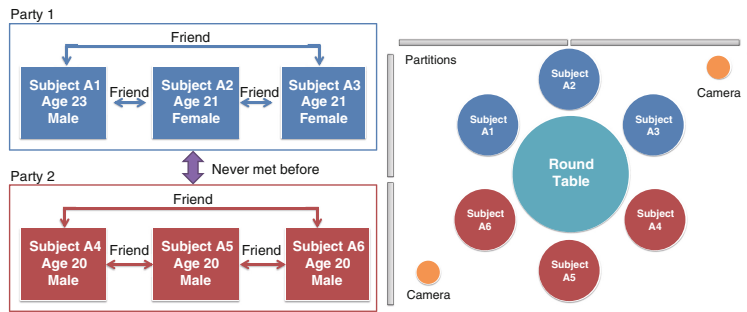 Party 1
Friend
Subject A1
Age 23
Male
Friend
Subject A2
Age 21
Female
Friend
Subject A3
Age 21
Female
Never met before
Party 2
Friend
Subject A4
Age 20
Male
Friend
Subject A5
Age 20
Male
Friend
Subject A6
Age 20
Male
Partitions
Camera
Subject
A2
Subject
A1
Subject
A3
Round
Table
Subject
A6
Subject
A4
Subject
A5
Camera